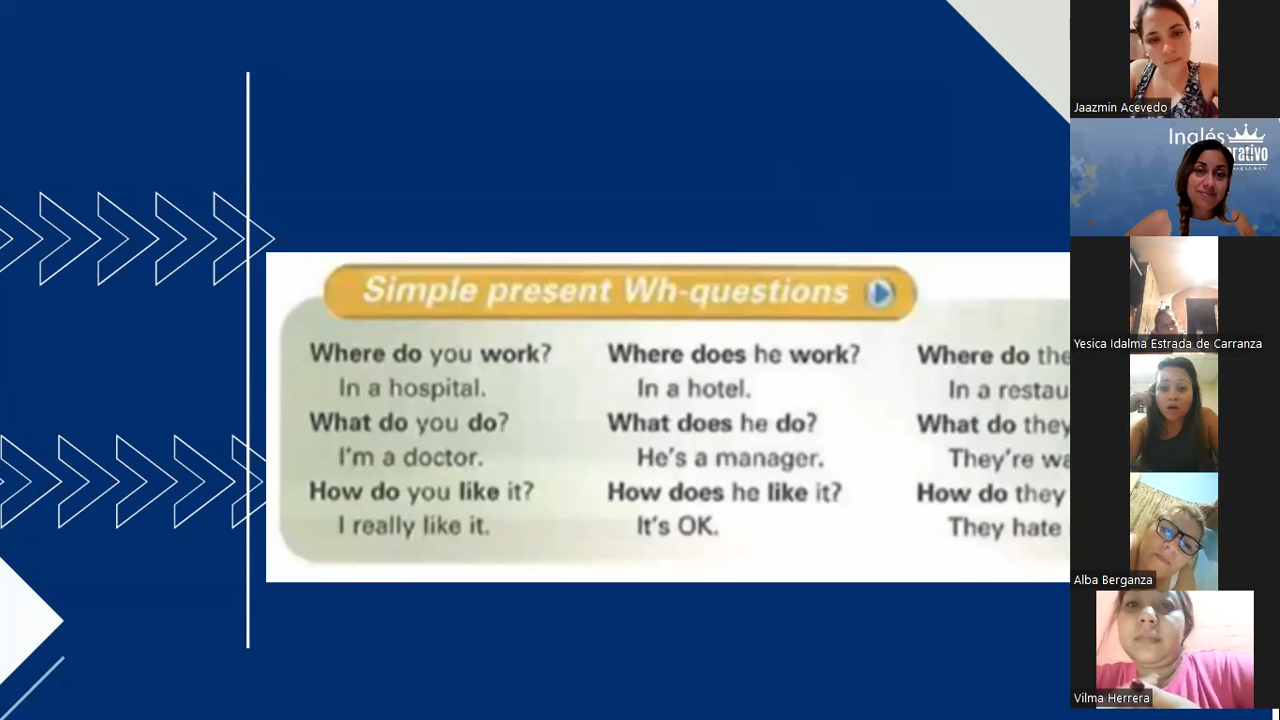 Simple present Wh-questions
Where do you work?
In a hospital.
What do you do?
I'm a doctor.
How do you like it?
I really like it.
Where does he work?
In a hotel.
What does he do?
He's a manager.
How does he like it?
It's OK.
Where do
In a
What do they
They're
How do they
They hate
Jaazmin Acevedo
Inglés
Yesica Idalma Estrada de Carranza
Alba Berganza
Vilma Herrera